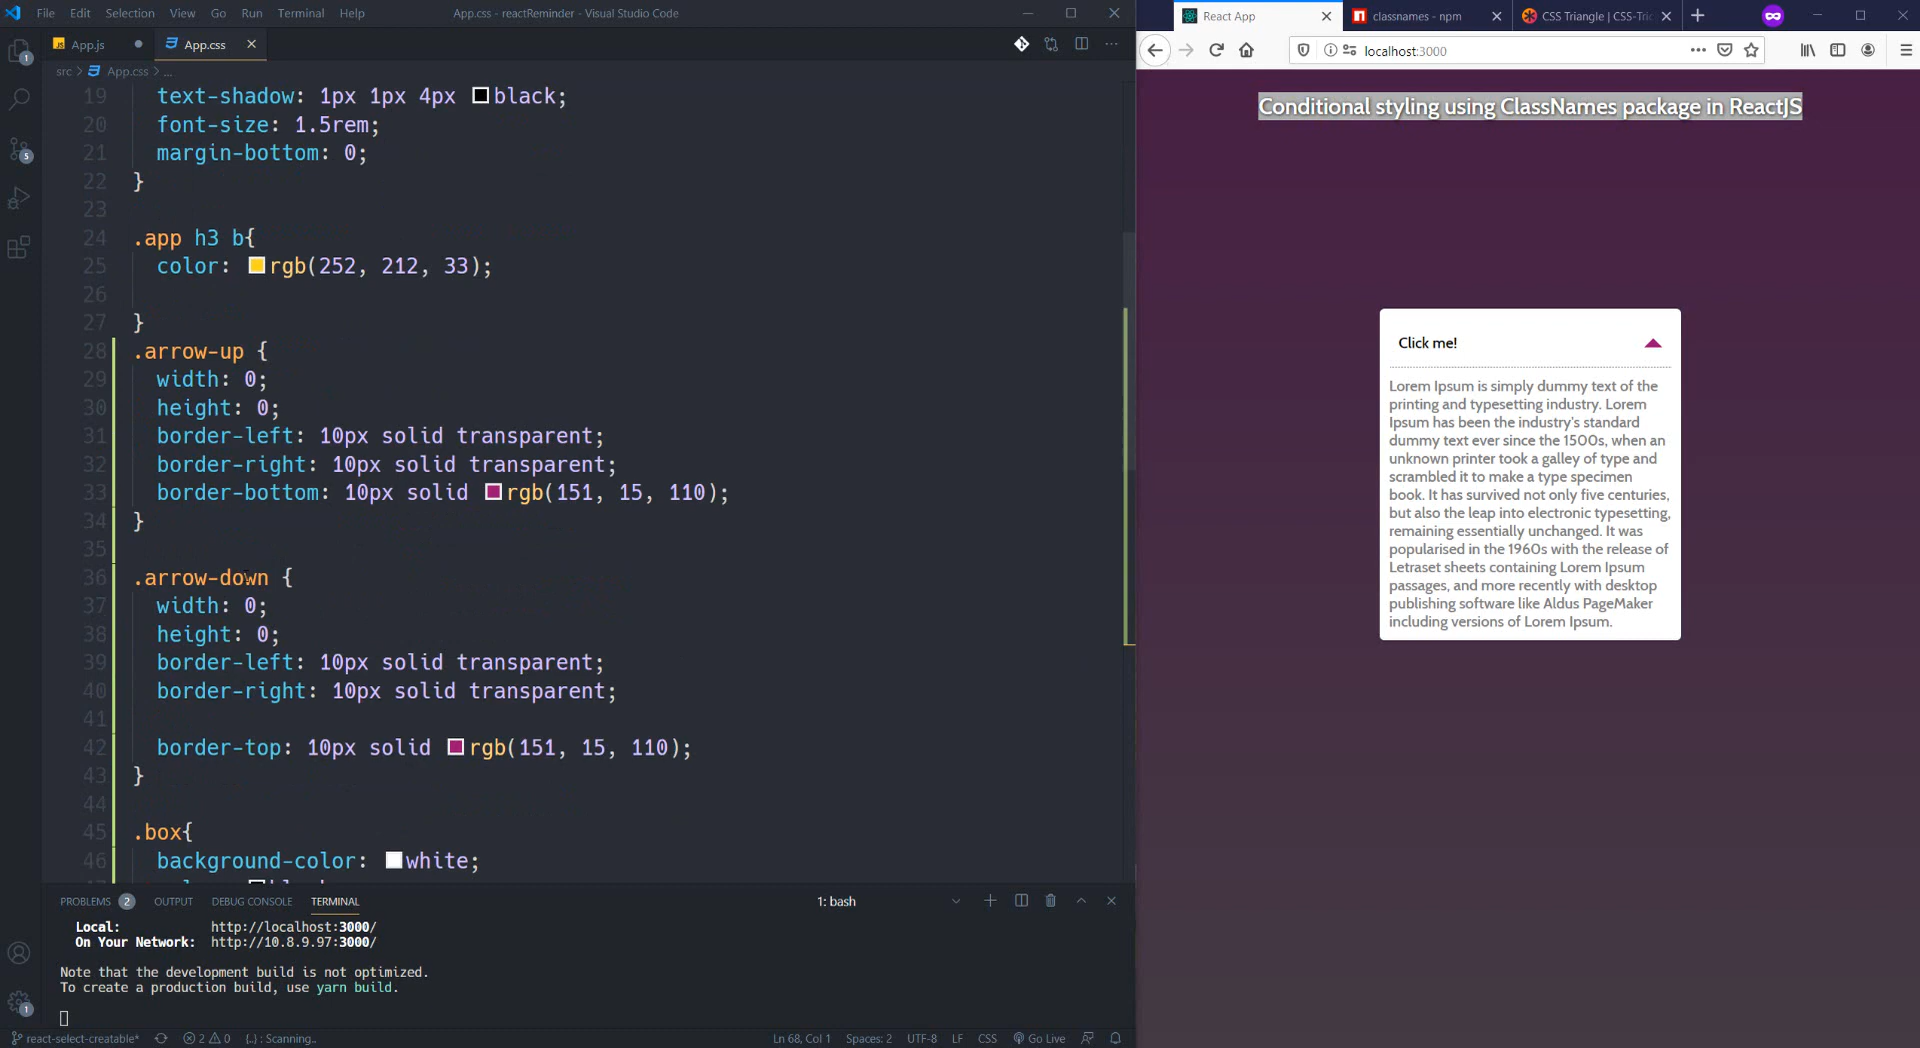 File Edit Selection View Go Run Terminal Help
App.css - reactReminder - Visual Studio Code
App.js
App.css
src > App.css > ...
19 text-shadow: 1px 1px 4px black;
20 font-size: 1.5rem;
21 margin-bottom: 0;
22 }
23
24 .app h3 b{
25 color: rgb(252, 212, 33);
26
27 }
28 .arrow-up {
29 width: 0;
30 height: 0;
31 border-left: 10px solid transparent;
32 border-right: 10px solid transparent;
33 border-bottom: 10px solid rgb(151, 15, 110);
34 }
35
36 .arrow-down {
37 width: 0;
38 height: 0;
39 border-left: 10px solid transparent;
40 border-right: 10px solid transparent;
41
42 border-top: 10px solid rgb(151, 15, 110);
43 }
44
45 .box{
46 background-color: white;
PROBLEMS 2 OUTPUT DEBUG CONSOLE TERMINAL
1: bash
Local: http://localhost:3000/
On Your Network: http://10.8.9.97:3000/
Note that the development build is not optimized.
To create a production build, use yarn build.
1
5
1
react-select-creatable* 2 0 {..} : Scanning..
Ln 68, Col 1 Spaces: 2 UTF-8 LF CSS Go Live
React App
classnames - npm
CSS Triangle | CSS-Tric
localhost:3000
Conditional styling using ClassNames package in ReactJS
Click me!
Lorem Ipsum is simply dummy text of the
printing and typesetting industry. Lorem
Ipsum has been the industry's standard
dummy text ever since the 1500s, when an
unknown printer took a galley of type and
scrambled it to make a type specimen
book. It has survived not only five centuries,
but also the leap into electronic typesetting,
remaining essentially unchanged. It was
popularised in the 1960s with the release of
Letraset sheets containing Lorem Ipsum
passages, and more recently with desktop
publishing software like Aldus PageMaker
including versions of Lorem Ipsum.